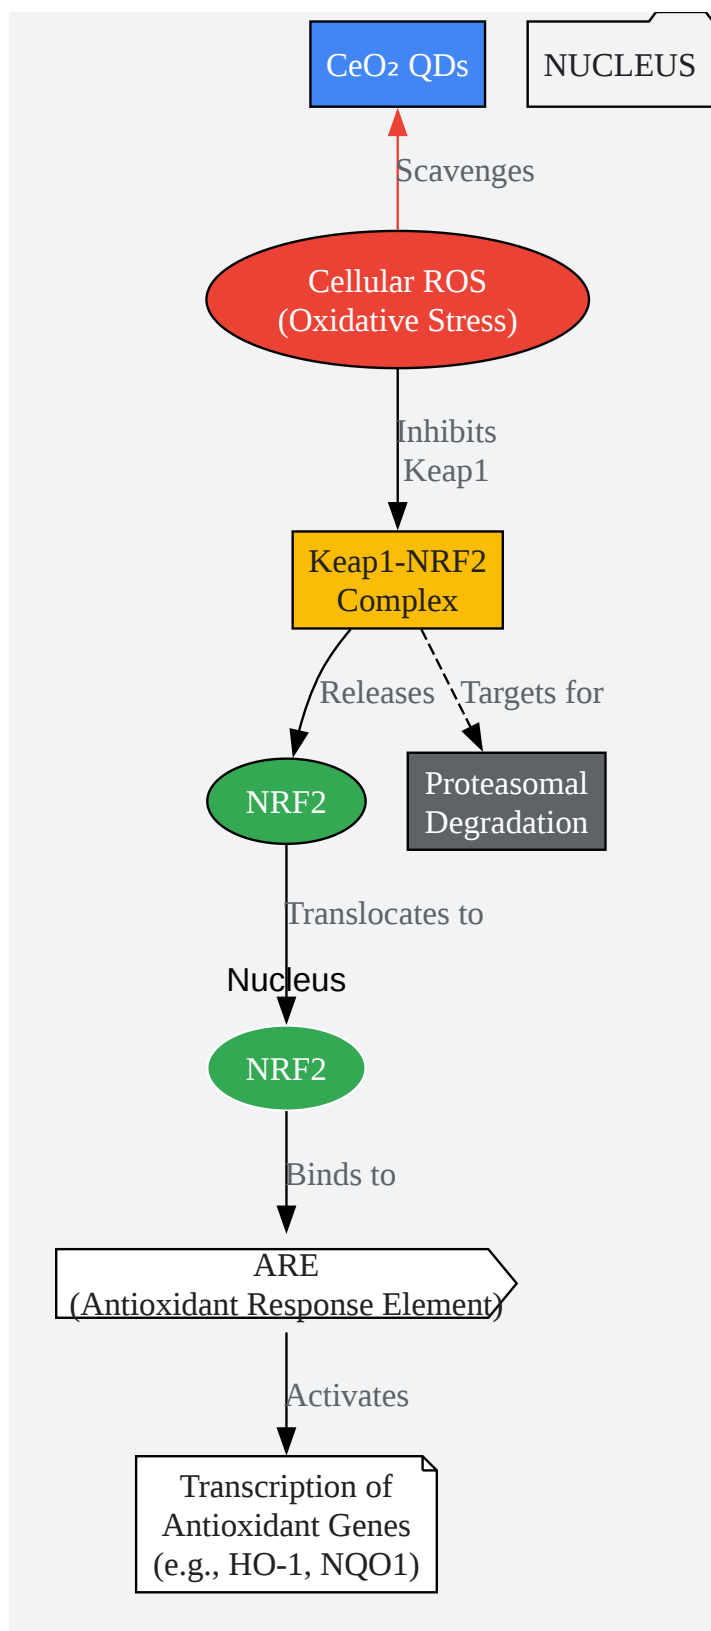 CeO₂ QDs
NUCLEUS
Scavenges
Cellular ROS
(Oxidative Stress)
Inhibits
Keap1
Keap1-NRF2
Complex
Releases
Targets for
NRF2
Proteasomal
Degradation
Translocates to
Nucleus
NRF2
Binds to
ARE
(Antioxidant Response Element)
Activates
Transcription of
Antioxidant Genes
(e.g., HO-1, NQO1)